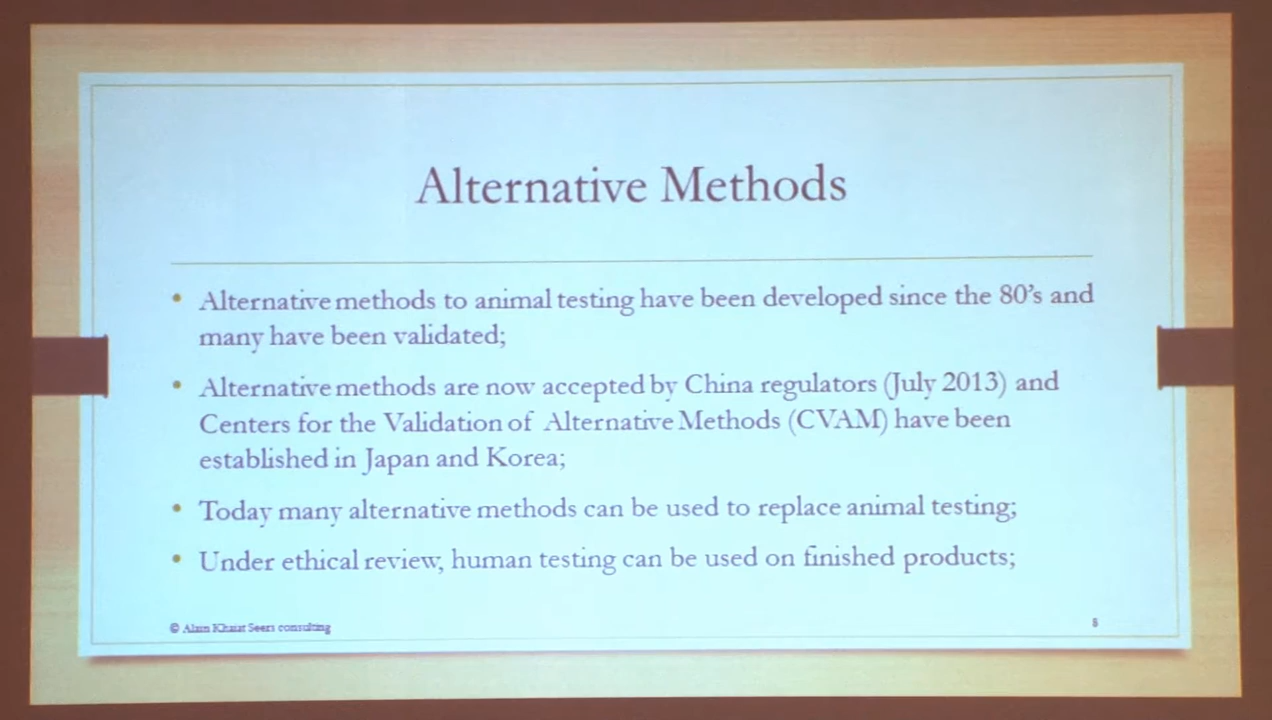 Alternative Methods
• Alternative methods to animal testing have been developed since the 80's and
many have been validated;
• Alternative methods are now accepted by China regulators (July 2013) and
Centers for the Validation of Alternative Methods (CVAM) have been
established in Japan and Korea;
• Today many alternative methods can be used to replace animal testing;
• Under ethical review, human testing can be used on finished products;
© Alain Khaiat Seers consulting
8